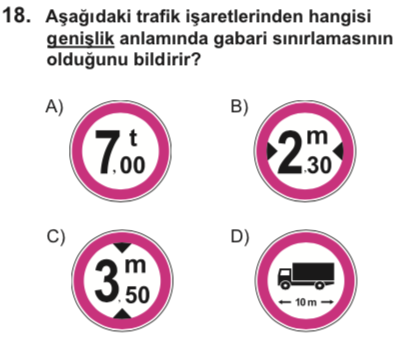 18. Aşağıdaki trafik işaretlerinden hangisi
genişlik anlamında gabari sınırlamasının
olduğunu bildirir?
A) 7,00 t
B) 2.30 m
C) 3.50 m
D) 10 m